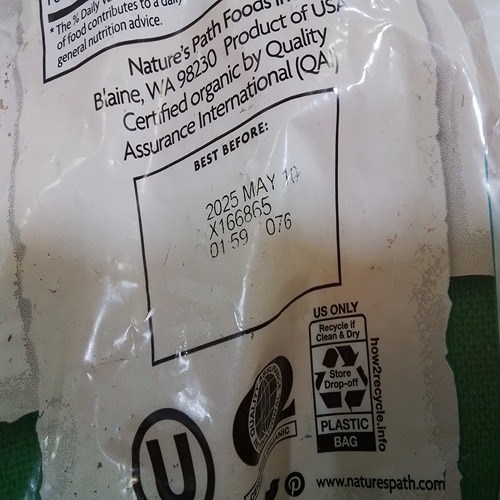 * The % Daily
of food contributes to a daily
general nutrition advice.
Nature's Path Foods
Blaine, WA 98230 Product of USA
Certified organic by Quality
Assurance International (QAI)
BEST BEFORE:
2025 MAY 10
X166865
01 59 076
US ONLY
Recycle if
Clean & Dry
Store
Drop-off
PLASTIC
BAG
how2recycle.info
U
www.naturespath.com